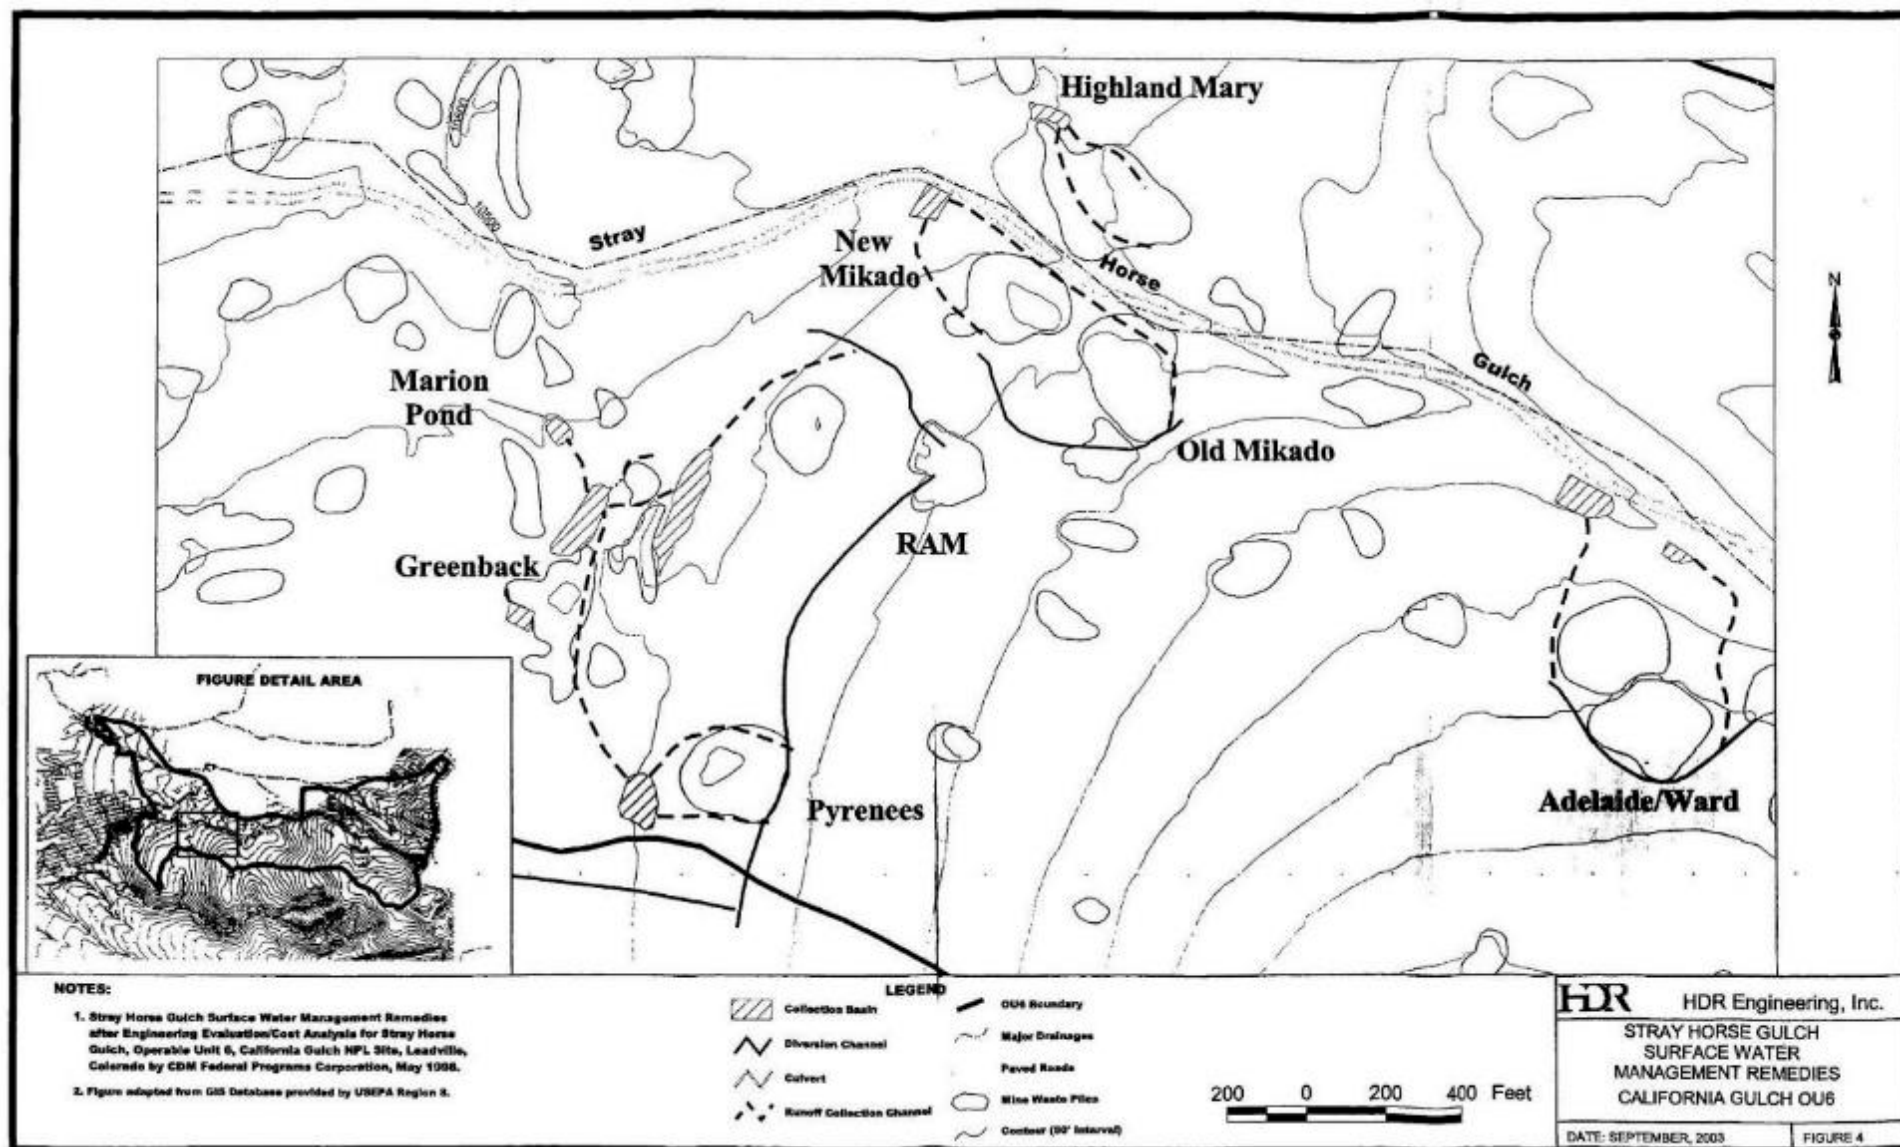 Highland Mary
10600
10500
Stray
New
Mikado
Horse
Gulch
N
Marion
Pond
Old Mikado
RAM
Greenback
Pyrenees
Adelaide/Ward
FIGURE DETAIL AREA
NOTES:
1. Stray Horse Gulch Surface Water Management Remedies
after Engineering Evaluation/Cost Analysis for Stray Horse
Gulch, Operable Unit 6, California Gulch NPL Site, Leadville,
Colorado by CDM Federal Programs Corporation, May 1998.
2. Figure adapted from GIS Database provided by USEPA Region 8.
LEGEND
Collection Basin
Diversion Channel
Culvert
Runoff Collection Channel
OU6 Boundary
Major Drainages
Paved Roads
Mine Waste Piles
Contour (50' Interval)
200 0 200 400 Feet
HDR HDR Engineering, Inc.
STRAY HORSE GULCH
SURFACE WATER
MANAGEMENT REMEDIES
CALIFORNIA GULCH OU6
DATE: SEPTEMBER, 2003 FIGURE 4